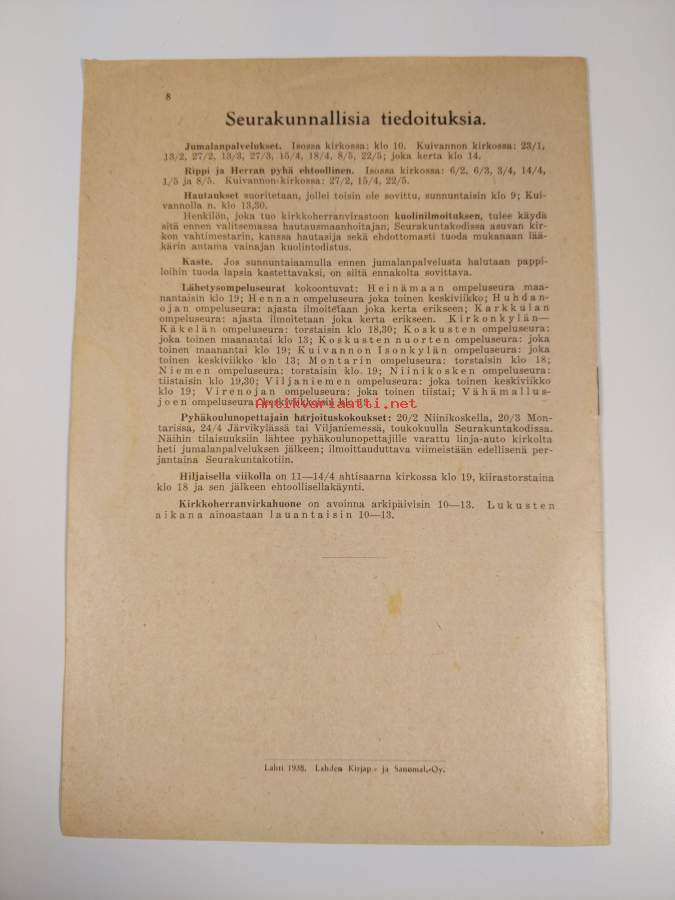 8
Seurakunnallisia tiedoituksia.
Jumalanpalvelukset. Isossa kirkossa: klo 10. Kuivannon kirkossa: 23/1,
13/2, 27/2, 13/3, 27/3, 15/4, 18/4, 8/5, 22/5; joka kerta klo 14.
Rippi ja Herran pyhä ehtoollinen. Isossa kirkossa: 6/2, 6/3, 3/4, 14/4,
1/5 ja 8/5. Kuivannon kirkossa: 27/2, 15/4, 22/5.
Hautaukset suoritetaan, jollei toisin ole sovittu, sunnuntaisin klo 9; Kui-
vannolla n. klo 13,30.
Henkilön, joka tuo kirkkoherranvirastoon kuolinilmoituksen, tulee käydä
sitä ennen valitsemassa hautausmaanhoitajan, Seurakuntakodissa asuvan kir-
kon vahtimestarin, kanssa hautasija sekä ehdottomasti tuoda mukanaan lää-
kärin antama vainajan kuolintodistus.
Kaste. Jos sunnuntaiaamulla ennen jumalanpalvelusta halutaan pappi-
loihin tuoda lapsia kastettavaksi, on siitä ennakolta sovittava.
Lähetysompeluseurat kokoontuvat: Heinämaan ompeluseura maa-
nantaisin klo 19; Hennan ompeluseura joka toinen keskiviikko; Huhdan-
ojan ompeluseura: ajasta ilmoitetaan joka kerta erikseen; Karkkulan
ompeluseura: ajasta ilmoitetaan joka kerta erikseen. Kirkonkylän—
Käkelän ompeluseura: torstaisin klo 18,30; Koskusten ompeluseura:
joka toinen maanantai klo 13; Koskusten nuorten ompeluseura: joka
toinen maanantai klo 19; Kuivannon Isonkylän ompeluseura: joka
toinen keskiviikko klo 13; Montarin ompeluseura: torstaisin klo 18;
Niemen ompeluseura: torstaisin klo. 19; Niinikosken ompeluseura:
tiistaisin klo 19,30; Viljaniemen ompeluseura: joka toinen keskiviikko
klo 19; Virenojan ompeluseura: joka toinen tiistai; Vähämallus-
joen ompeluseura: keskiviikkoisin klo
Antikvariaatti.net
Pyhäkoulunopettajain harjoituskokoukset: 20/2 Niinikoskella, 20/3 Mon-
tarissa, 24/4 Järvikylässä tai Viljaniemessä, toukokuulla Seurakuntakodissa.
Näihin tilaisuuksiin lähtee pyhäkoulunopettajille varattu linja-auto kirkolta
heti jumalanpalveluksen jälkeen; ilmoittauduttava viimeistään edellisenä per-
jantaina Seurakuntakotiin.
Hiljaisella viikolla on 11—14/4 ahtisaarna kirkossa klo 19, kiirastorstaina
klo 18 ja sen jälkeen ehtoollisellakäynti.
Kirkkoherranvirkahuone on avoinna arkipäivisin 10—13. Lukusten
aikana ainoastaan lauantaisin 10—13.
Lahti 1938. Lahden Kirjap.- ja Sanomal.-Oy.